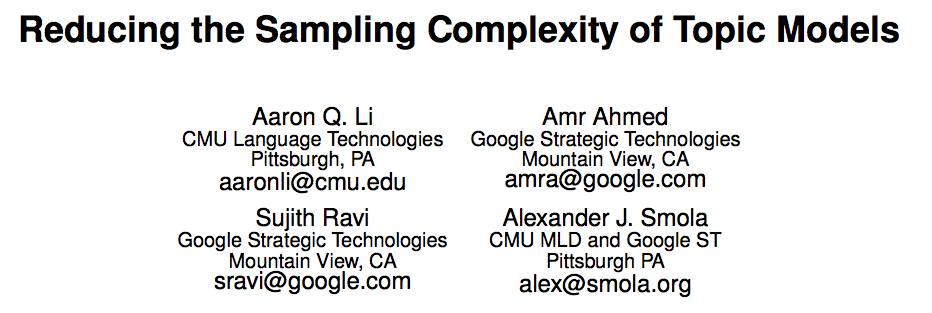 Reducing the Sampling Complexity of Topic Models
Aaron Q. Li
CMU Language Technologies
Pittsburgh, PA
aaronli@cmu.edu
Amr Ahmed
Google Strategic Technologies
Mountain View, CA
amra@google.com
Sujith Ravi
Google Strategic Technologies
Mountain View, CA
sravi@google.com
Alexander J. Smola
CMU MLD and Google ST
Pittsburgh PA
alex@smola.org